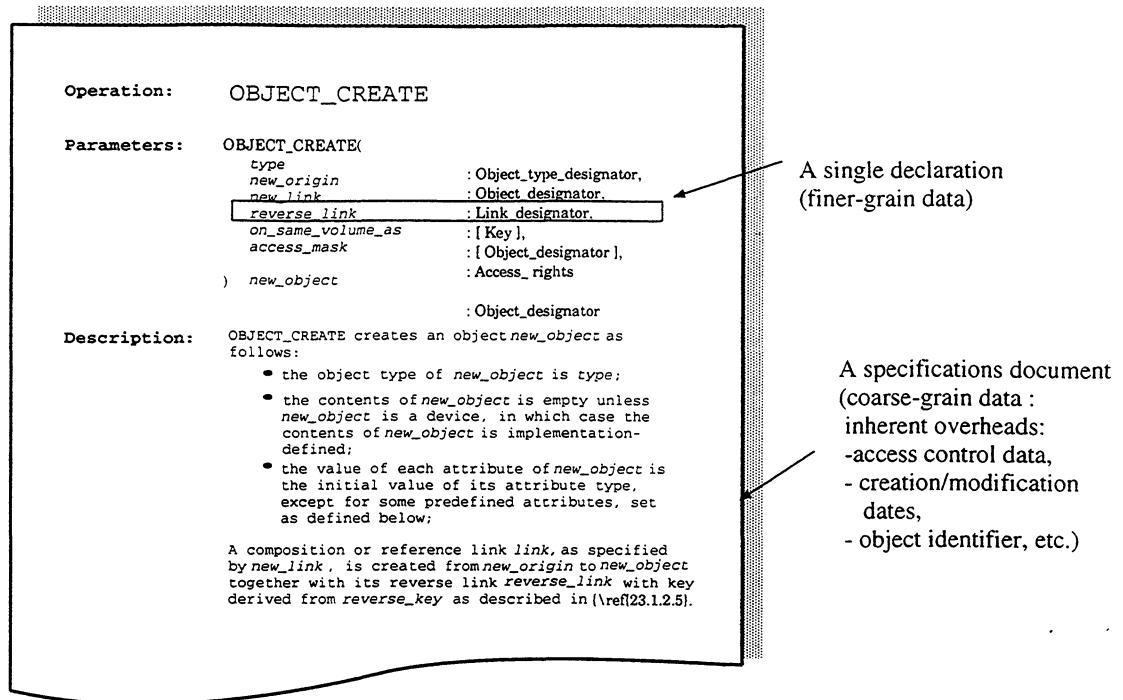 Operation: OBJECT_CREATE
Parameters: OBJECT_CREATE(
type : Object_type_designator,
new_origin : Object_designator,
new_link : Link_designator,
reverse_link : [ Key ],
on_same_volume_as : [ Object_designator ],
access_mask : Access_ rights
) new_object : Object_designator
Description: OBJECT_CREATE creates an object new_object as
follows:
• the object type of new_object is type;
• the contents of new_object is empty unless
new_object is a device, in which case the
contents of new_object is implementation-
defined;
• the value of each attribute of new_object is
the initial value of its attribute type,
except for some predefined attributes, set
as defined below;
A composition or reference link link, as specified
by new_link , is created from new_origin to new_object
together with its reverse link reverse_link with key
derived from reverse_key as described in {\ref[23.1.2.5}.
A single declaration
(finer-grain data)
A specifications document
(coarse-grain data :
inherent overheads:
-access control data,
- creation/modification
dates,
- object identifier, etc.)